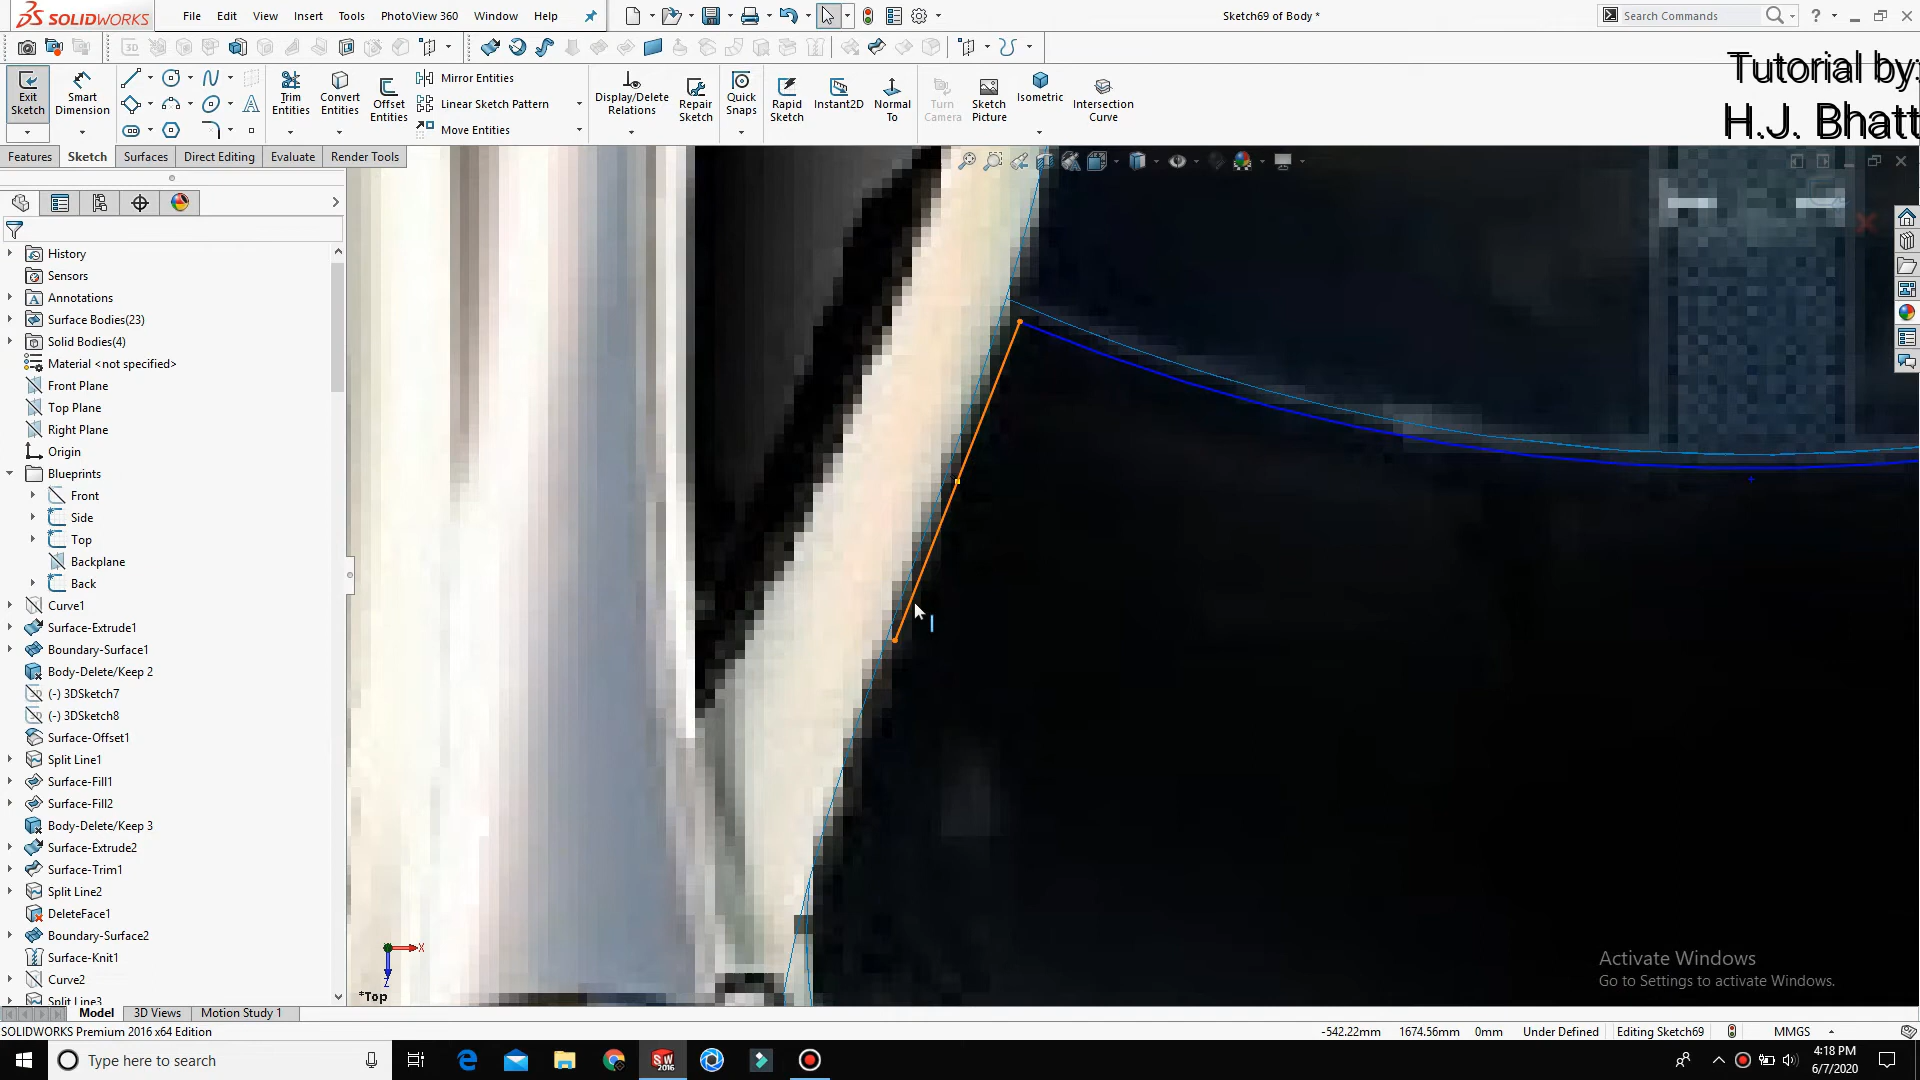 SOLIDWORKS
File Edit View Insert Tools PhotoView 360 Window Help
Sketch69 of Body *
Search Commands
Tutorial by:
H.J. Bhatt
Exit Sketch
Smart Dimension
Trim Entities
Convert Entities
Offset Entities
Mirror Entities
Linear Sketch Pattern
Move Entities
Display/Delete Relations
Repair Sketch
Quick Snaps
Rapid Sketch
Instant2D
Normal To
Turn Camera
Sketch Picture
Isometric
Intersection Curve
Features Sketch Surfaces Direct Editing Evaluate Render Tools
History
Sensors
Annotations
Surface Bodies(23)
Solid Bodies(4)
Material <not specified>
Front Plane
Top Plane
Right Plane
Origin
Blueprints
Front
Side
Top
Backplane
Back
Curve1
Surface-Extrude1
Boundary-Surface1
Body-Delete/Keep 2
(-) 3DSketch7
(-) 3DSketch8
Surface-Offset1
Split Line1
Surface-Fill1
Surface-Fill2
Body-Delete/Keep 3
Surface-Extrude2
Surface-Trim1
Split Line2
DeleteFace1
Boundary-Surface2
Surface-Knit1
Curve2
Split Line3
X
Z
*Top
Activate Windows
Go to Settings to activate Windows.
Model 3D Views Motion Study 1
SOLIDWORKS Premium 2016 x64 Edition
-542.22mm 1674.56mm 0mm Under Defined Editing Sketch69 MMGS
Type here to search
SW 2016
4:18 PM
6/7/2020